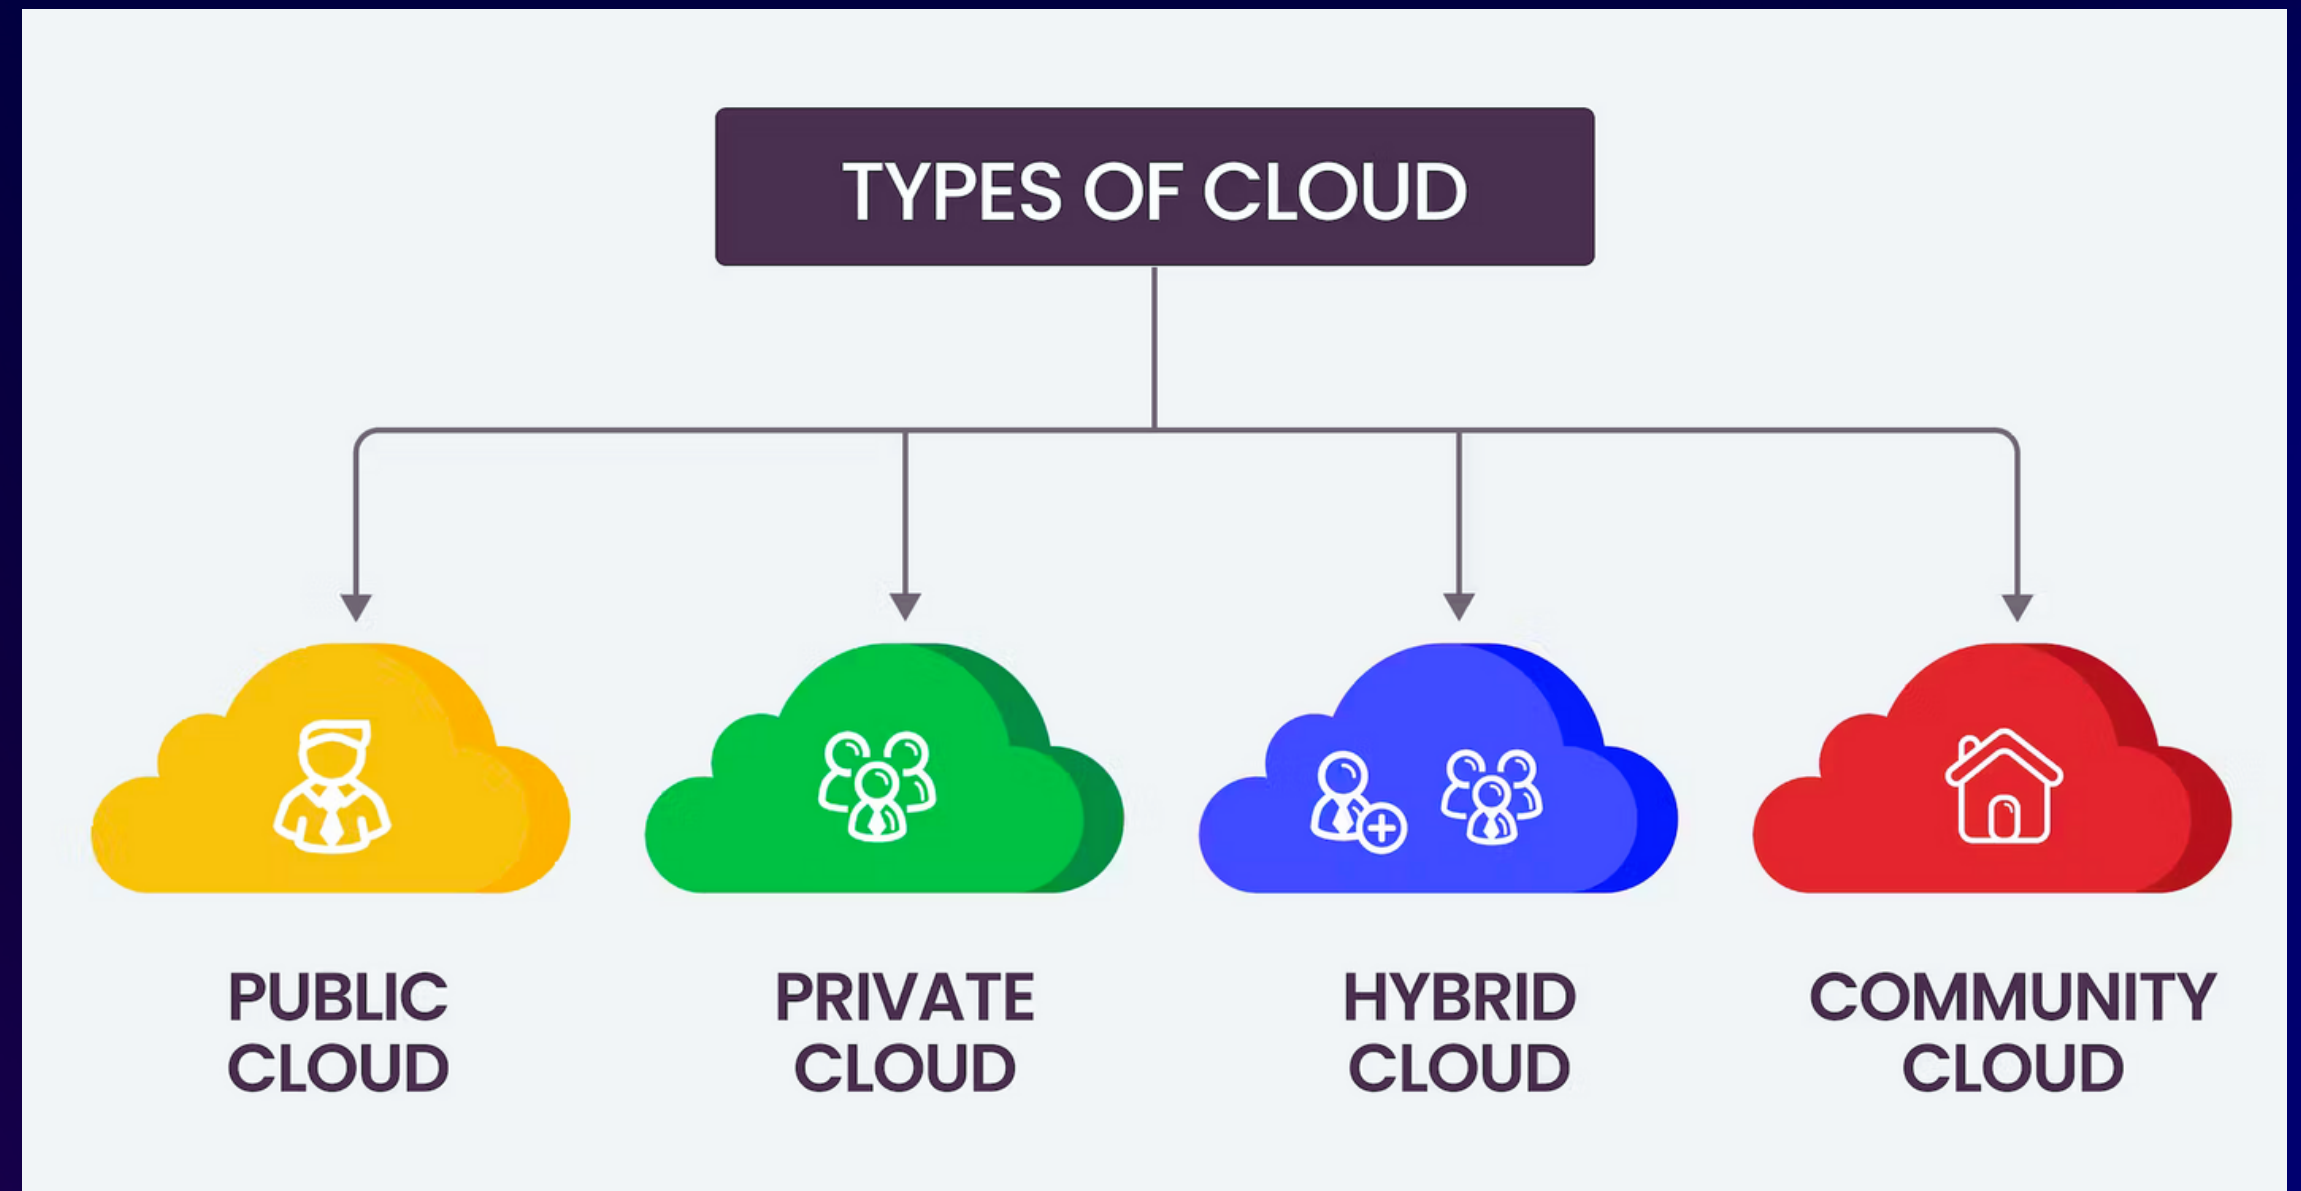 TYPES OF CLOUD
PUBLIC
CLOUD
PRIVATE
CLOUD
HYBRID
CLOUD
COMMUNITY
CLOUD